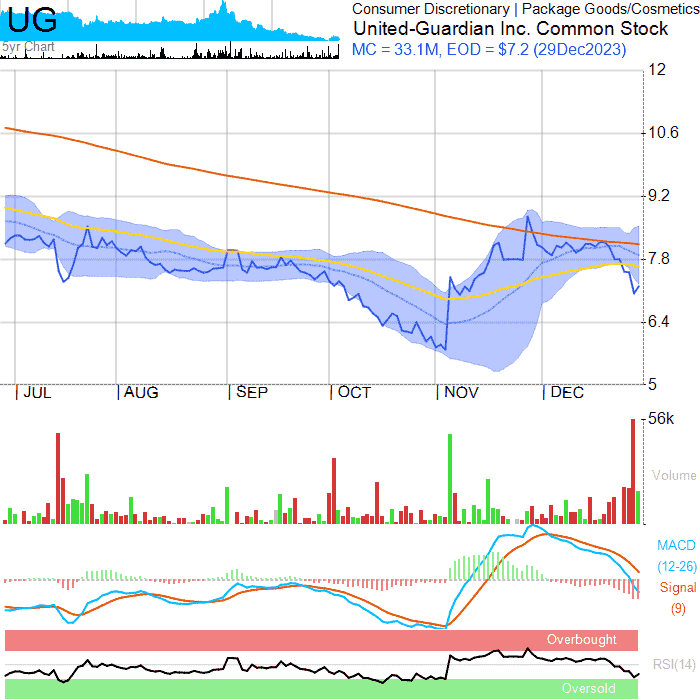 UG
5yr Chart
Consumer Discretionary | Package Goods/Cosmetics
United-Guardian Inc. Common Stock
MC = 33.1M, EOD = $7.2 (29Dec2023)
12
10.6
9.2
7.8
6.4
5
| JUL | AUG | SEP | OCT | NOV | DEC
56k
Volume
MACD
(12-26)
Signal
(9)
Overbought
RSI(14)
Oversold